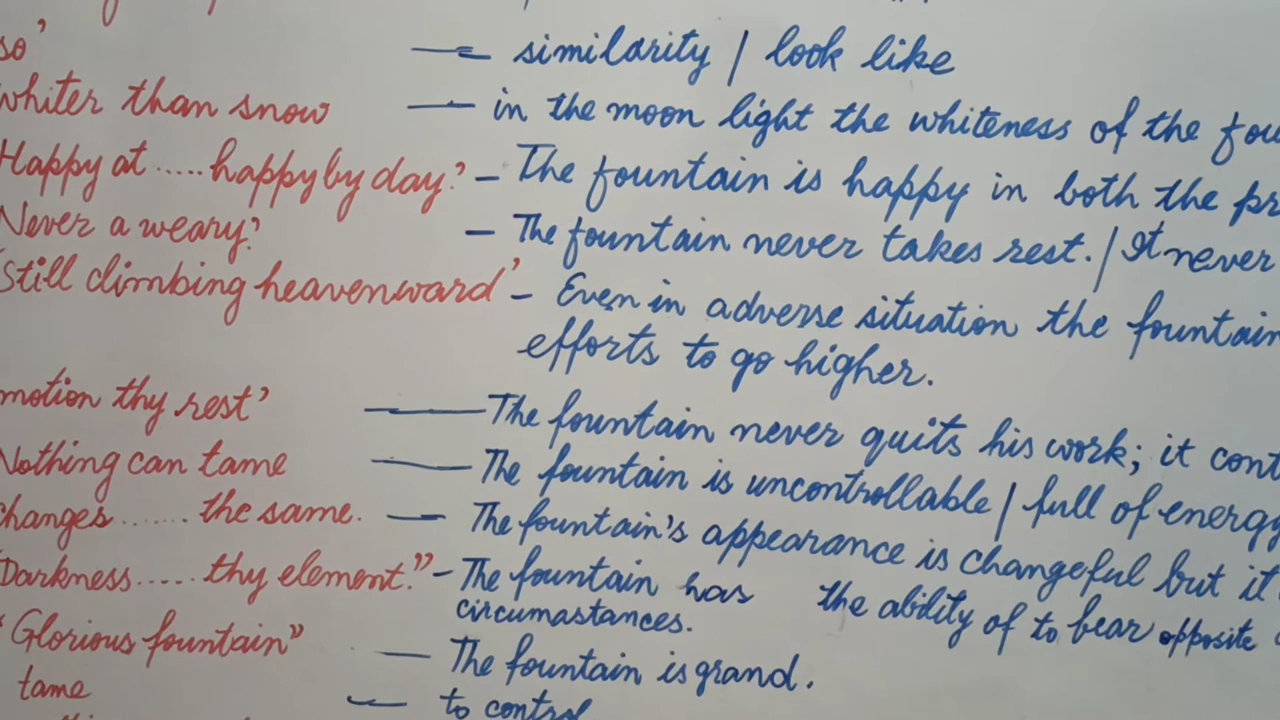 so' — similarity / look like
whiter than snow — in the moon light the whiteness of the fou
Happy at ..... happy by day.' – The fountain is happy in both the pr
Never a weary.' – The fountain never takes rest. / It never
'Still climbing heavenward' – Even in adverse situation the fountain
efforts to go higher.
motion thy rest' — The fountain never quits his work; it cont
Nothing can tame — The fountain is uncontrollable / full of energy
changes ....... the same. — The fountain's appearance is changeful but it
"Darkness ..... thy element." – The fountain has the ability of to bear opposite
circumastances.
"Glorious fountain" — The fountain is grand.
tame — to control